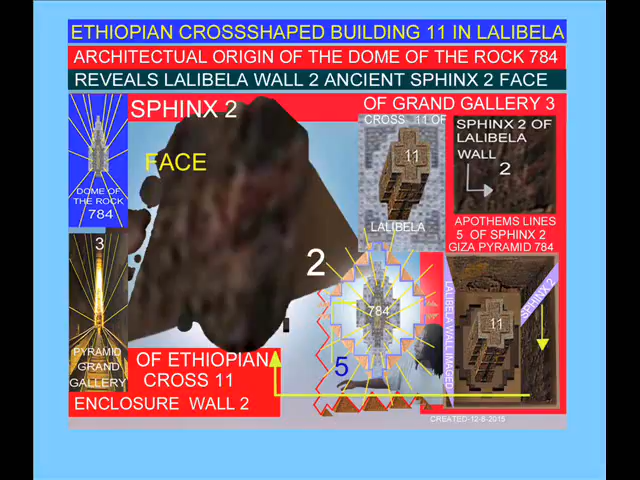 ETHIOPIAN CROSSSHAPED BUILDING 11 IN LALIBELA
ARCHITECTUAL ORIGIN OF THE DOME OF THE ROCK 784
REVEALS LALIBELA WALL 2 ANCIENT SPHINX 2 FACE
SPHINX 2
OF GRAND GALLERY 3
FACE
CROSS 11 OF
11
LALIBELA
SPHINX 2 OF
LALIBELA
WALL
2
DOME OF
THE ROCK
784
APOTHEMS LINES
5 OF SPHINX 2
GIZA PYRAMID 784
3
PYRAMID
GRAND
GALLERY
2
784
5
LALIBELA WALL IMAGED
11
SPHINX 2
OF ETHIOPIAN
CROSS 11
ENCLOSURE WALL 2
CREATED-12-8-2015